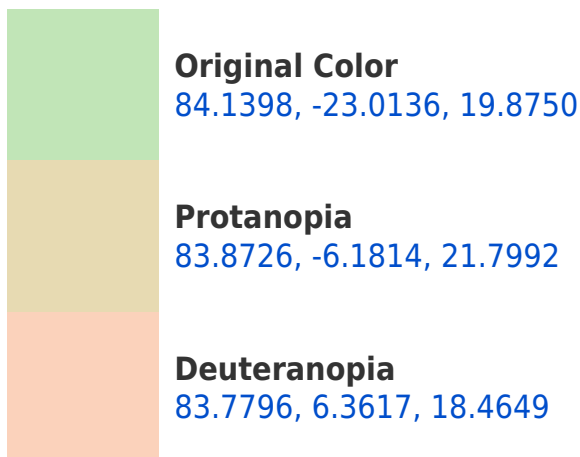 Original Color
84.1398, -23.0136, 19.8750
Protanopia
83.8726, -6.1814, 21.7992
Deuteranopia
83.7796, 6.3617, 18.4649